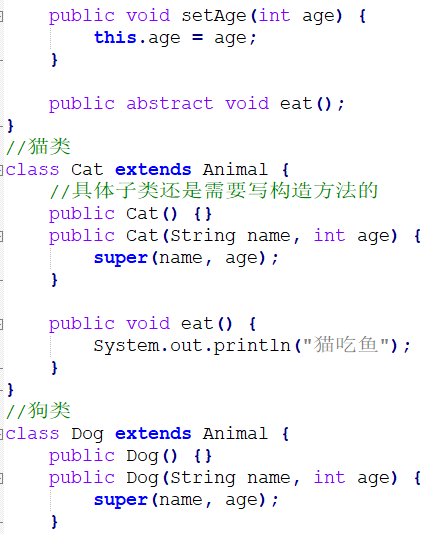 public void setAge(int age) {
this.age = age;
}
public abstract void eat();
}
//猫类
class Cat extends Animal {
//具体子类还是需要写构造方法的
public Cat() {}
public Cat(String name, int age) {
super(name, age);
}
public void eat() {
System.out.println("猫吃鱼");
}
}
//狗类
class Dog extends Animal {
public Dog() {}
public Dog(String name, int age) {
super(name, age);
}